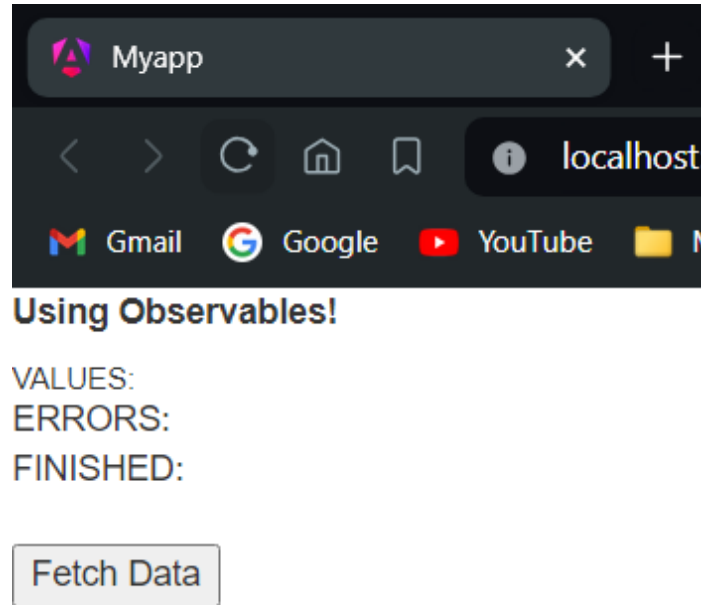 Myapp
localhost
Gmail Google YouTube
Using Observables!
VALUES:
ERRORS:
FINISHED:
Fetch Data